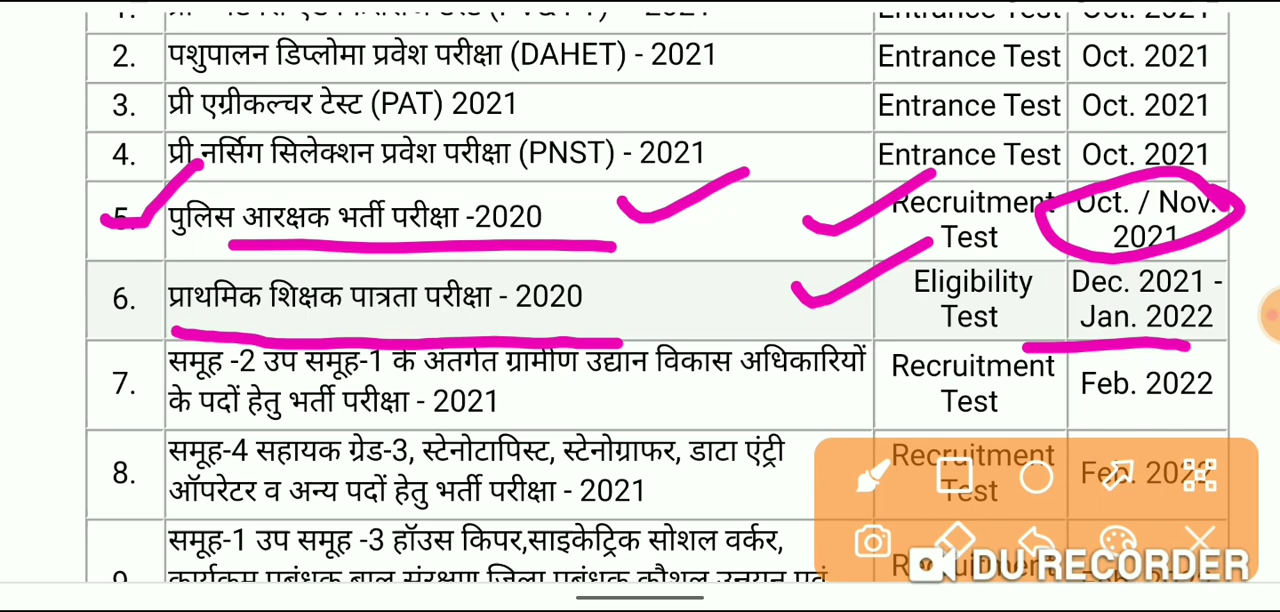 2. पशुपालन डिप्लोमा प्रवेश परीक्षा (DAHET) - 2021 Entrance Test Oct. 2021
3. प्री एग्रीकल्चर टेस्ट (PAT) 2021 Entrance Test Oct. 2021
4. प्री नर्सिग सिलेक्शन प्रवेश परीक्षा (PNST) - 2021 Entrance Test Oct. 2021
5. पुलिस आरक्षक भर्ती परीक्षा -2020 Recruitment Test Oct. / Nov. 2021
6. प्राथमिक शिक्षक पात्रता परीक्षा - 2020 Eligibility Test Dec. 2021 - Jan. 2022
7. समूह -2 उप समूह-1 के अंतर्गत ग्रामीण उद्यान विकास अधिकारियों
के पदों हेतु भर्ती परीक्षा - 2021 Recruitment Test Feb. 2022
8. समूह-4 सहायक ग्रेड-3, स्टेनोटापिस्ट, स्टेनोग्राफर, डाटा एंट्री
ऑपरेटर व अन्य पदों हेतु भर्ती परीक्षा - 2021 Recruitment Test Feb. 2022
समूह-1 उप समूह -3 हॉउस किपर,साइकेट्रिक सोशल वर्कर,
DU RECORDER